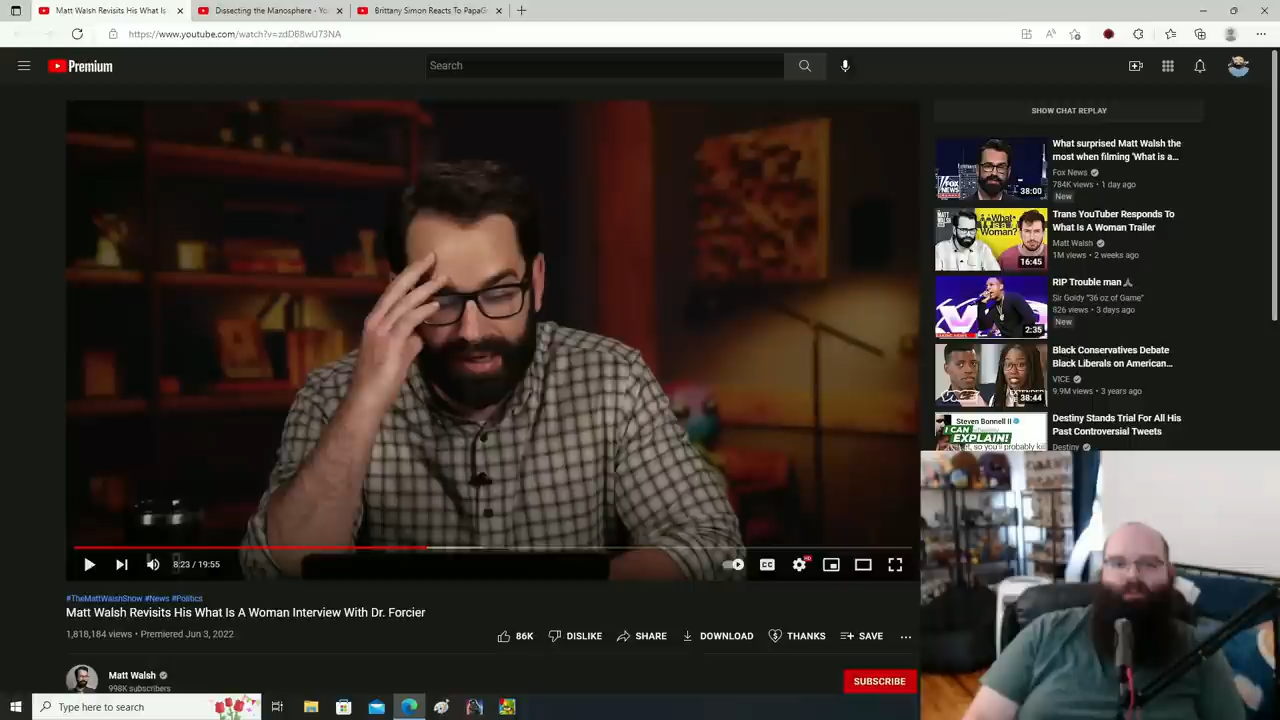 Matt Walsh Revisits His What Is
Dissecting the Manosphere - Yo
Brittany Simon Reacts To PapaG
https://www.youtube.com/watch?v=zdDB8wU73NA
Premium
Search
SHOW CHAT REPLAY
What surprised Matt Walsh the
most when filming 'What is a...
Fox News
784K views • 1 day ago
New
38:00
Trans YouTuber Responds To
What Is A Woman Trailer
Matt Walsh
1M views • 2 weeks ago
16:45
RIP Trouble man🙏🏿
Sir Goldy "36 oz of Game"
826 views • 3 days ago
New
2:35
Black Conservatives Debate
Black Liberals on American...
VICE
9.9M views • 3 years ago
EXTENDED
38:44
Destiny Stands Trial For All His
Past Controversial Tweets
Destiny
Steven Bonnell II
I CAN
EXPLAIN!
8:23 / 19:55
CC
HD
#TheMattWalshShow #News #Politics
Matt Walsh Revisits His What Is A Woman Interview With Dr. Forcier
1,818,184 views • Premiered Jun 3, 2022
86K
DISLIKE
SHARE
DOWNLOAD
THANKS
SAVE
Matt Walsh
998K subscribers
SUBSCRIBE
Type here to search